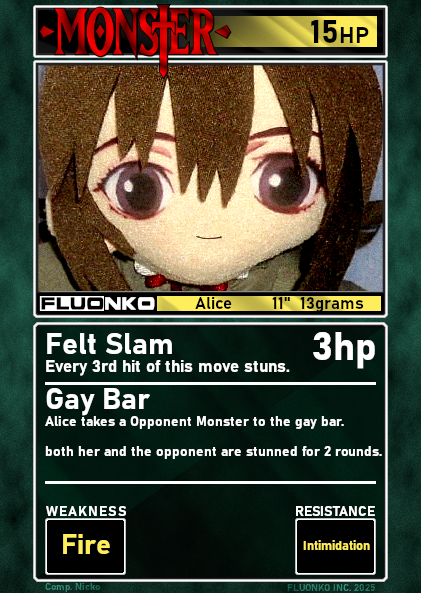 MONSTER
15HP
FLUONKO
Alice 11" 13grams
Felt Slam 3hp
Every 3rd hit of this move stuns.
Gay Bar
Alice takes a Opponent Monster to the gay bar.
both her and the opponent are stunned for 2 rounds.
WEAKNESS RESISTANCE
Fire Intimidation
Comp. Nicko FLUONKO INC. 2025